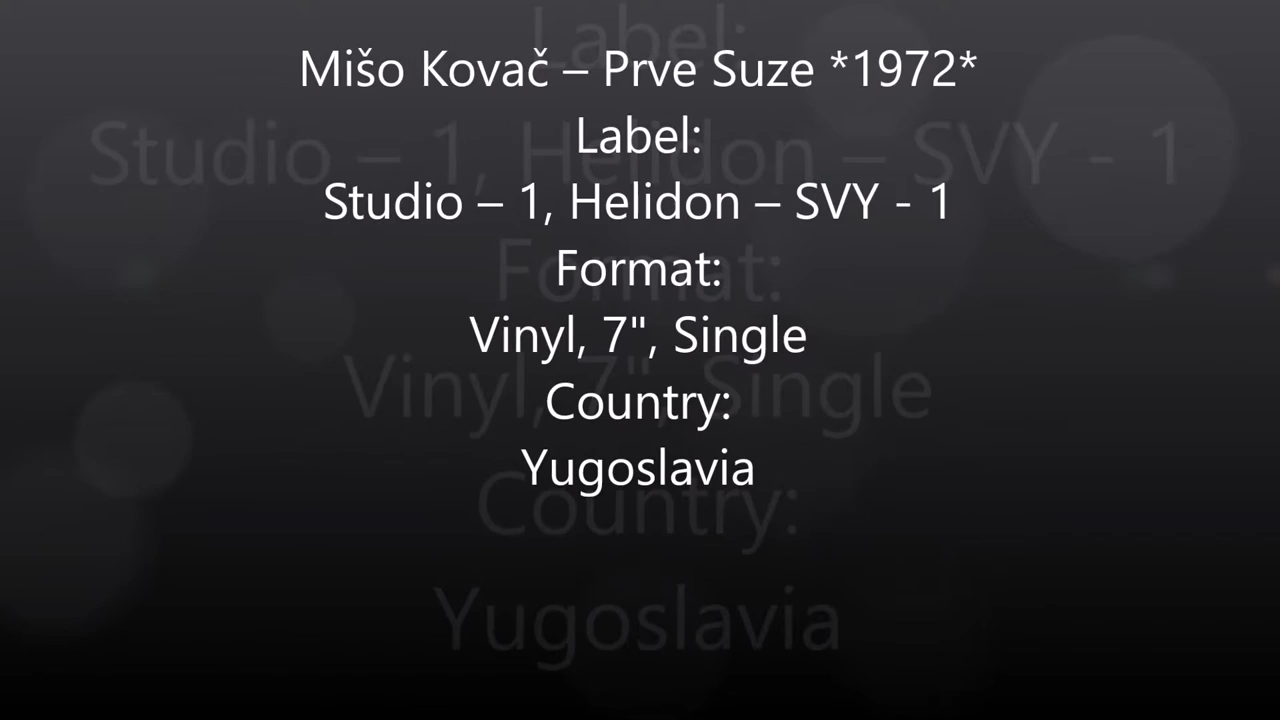 Mišo Kovač – Prve Suze *1972*
Label:
Studio – 1, Helidon – SVY - 1
Format:
Vinyl, 7", Single
Country:
Yugoslavia